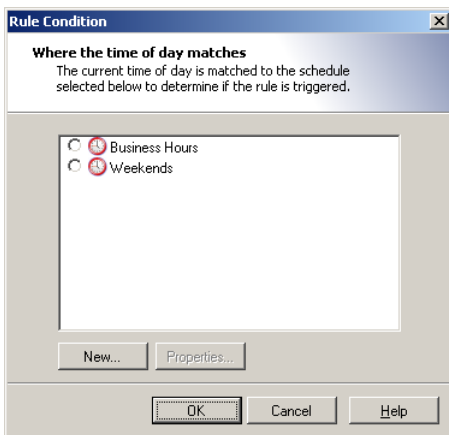 Rule Condition
Where the time of day matches
The current time of day is matched to the schedule
selected below to determine if the rule is triggered.
Business Hours
Weekends
New... Properties...
OK Cancel Help